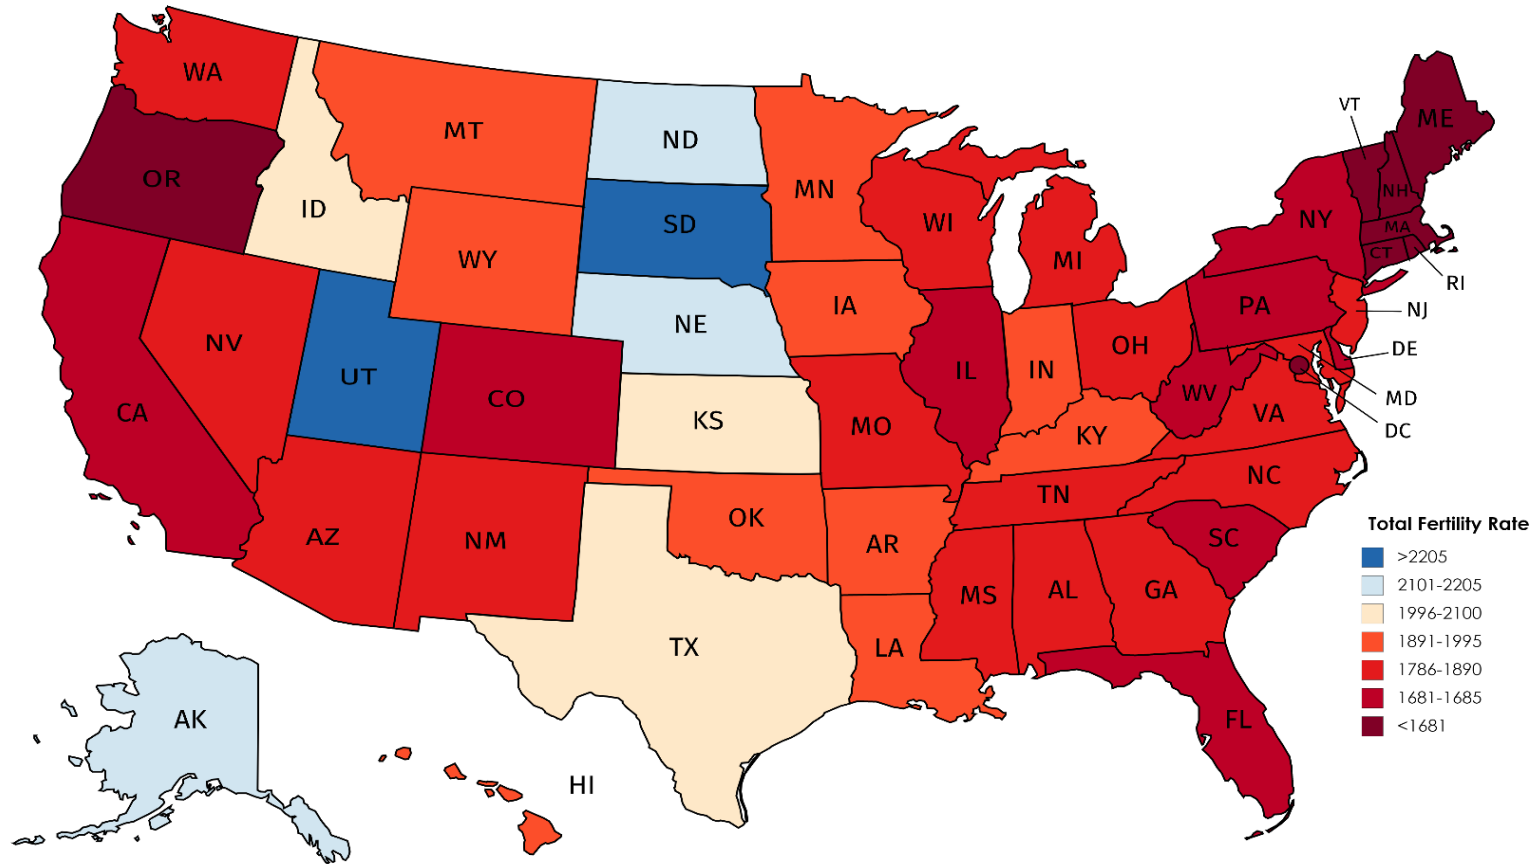 WA
MT
ND
MN
OR
ID
WY
SD
WI
MI
VT
ME
NH
NY
MA
CT
RI
NV
UT
CO
NE
IA
IL
IN
OH
PA
NJ
DE
MD
DC
CA
KS
MO
KY
WV
VA
AZ
NM
OK
AR
TN
NC
SC
TX
LA
MS
AL
GA
FL
AK
HI
Total Fertility Rate
>2205
2101-2205
1996-2100
1891-1995
1786-1890
1681-1685
<1681